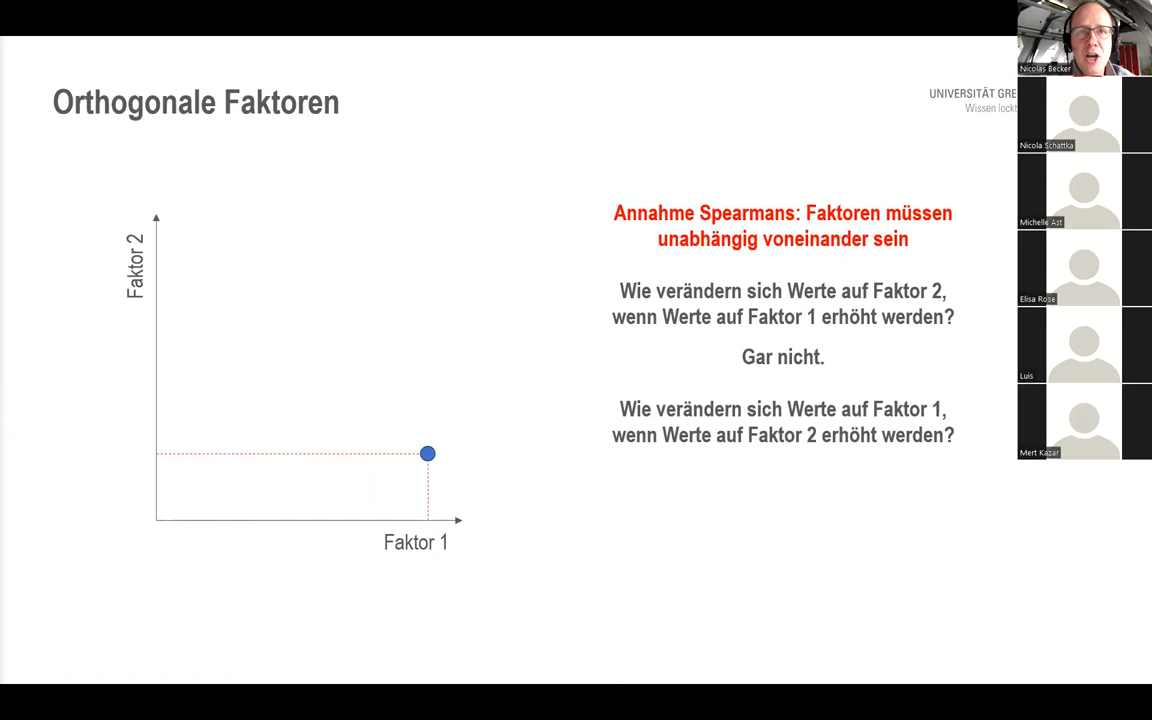 Orthogonale Faktoren
UNIVERSITÄT GRE
Wissen lockt
Annahme Spearmans: Faktoren müssen
unabhängig voneinander sein
Wie verändern sich Werte auf Faktor 2,
wenn Werte auf Faktor 1 erhöht werden?
Gar nicht.
Wie verändern sich Werte auf Faktor 1,
wenn Werte auf Faktor 2 erhöht werden?
Faktor 2
Faktor 1
Nicolas Becker
Nicola Schattka
Michelle Ast
Elisa Rose
Luis
Mert Kazar